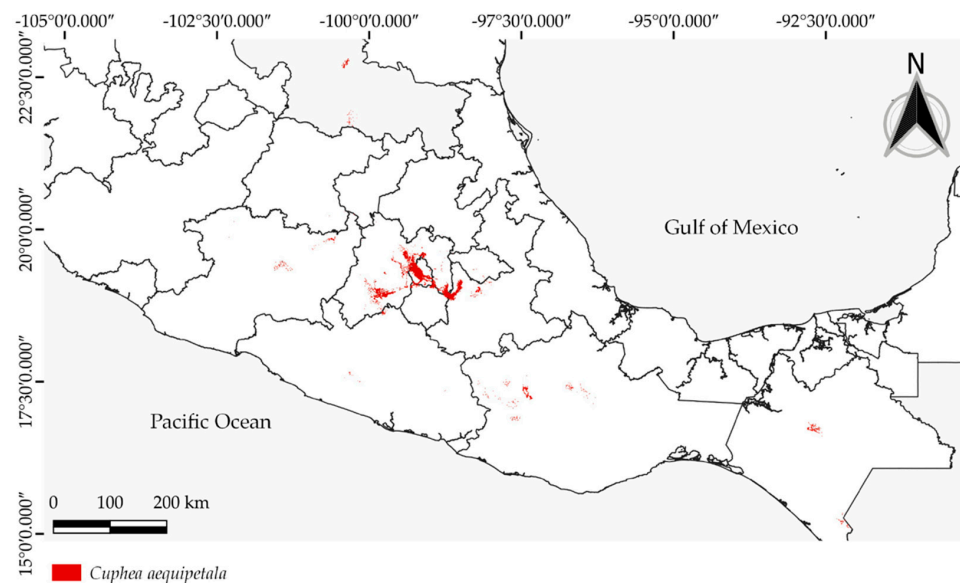 -105°0′0.000″ -102°30′0.000″ -100°0′0.000″ -97°30′0.000″ -95°0′0.000″ -92°30′0.000″
22°30′0.000″
N
Gulf of Mexico
20°0′0.000″
17°30′0.000″
Pacific Ocean
0 100 200 km
15°0′0.000″
Cuphea aequipetala